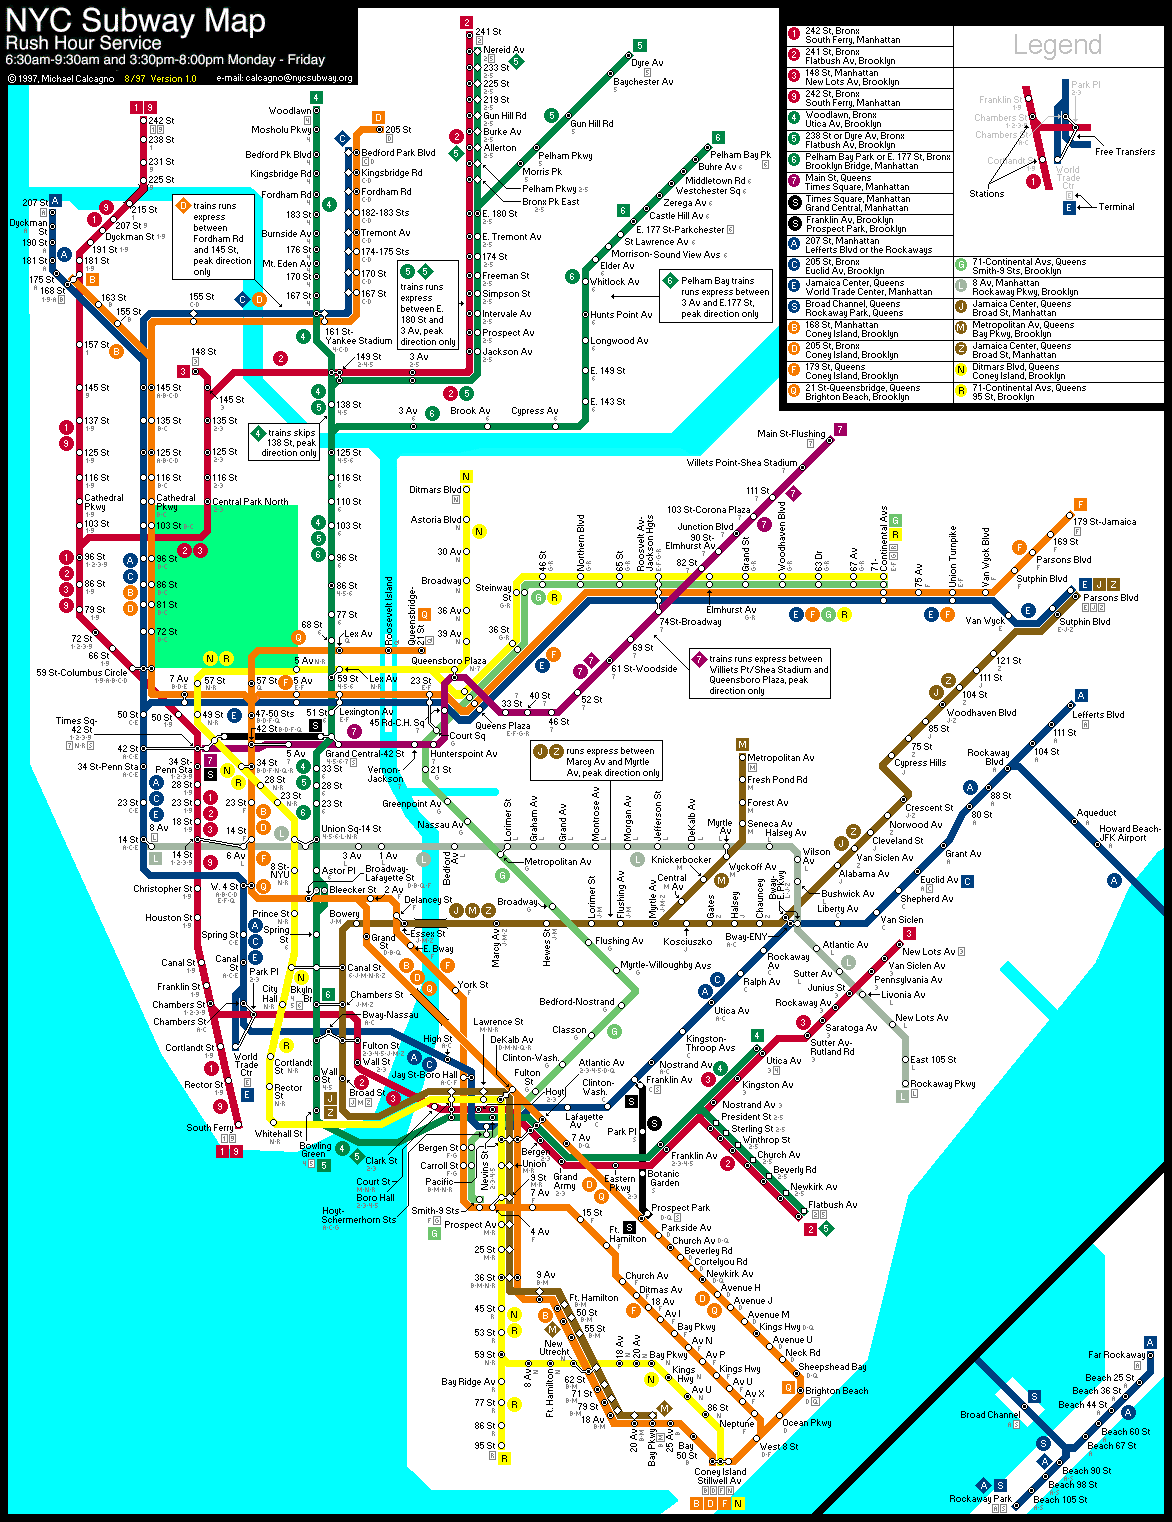 NYC Subway Map
Rush Hour Service
6:30am-9:30am and 3:30pm-8:00pm Monday - Friday
© 1997, Michael Calcagno 8/97 Version 1.0 e-mail: calcagno@nycsubway.org
Legend
1 242 St, Bronx
South Ferry, Manhattan
2 241 St, Bronx
Flatbush Av, Brooklyn
3 148 St, Manhattan
New Lots Av, Brooklyn
9 242 St, Bronx
South Ferry, Manhattan
4 Woodlawn, Bronx
Utica Av, Brooklyn
5 238 St or Dyre Av, Bronx
Flatbush Av, Brooklyn
6 Pelham Bay Park or E. 177 St, Bronx
Brooklyn Bridge, Manhattan
7 Main St, Queens
Times Square, Manhattan
S Times Square, Manhattan
Grand Central, Manhattan
S Franklin Av, Brooklyn
Prospect Park, Brooklyn
A 207 St, Manhattan
Lefferts Blvd or the Rockaways
C 205 St, Bronx
Euclid Av, Brooklyn
E Jamaica Center, Queens
World Trade Center, Manhattan
S Broad Channel, Queens
Rockaway Park, Queens
B 168 St, Manhattan
Coney Island, Brooklyn
D 205 St, Bronx
Coney Island, Brooklyn
F 179 St, Queens
Coney Island, Brooklyn
Q 21 St-Queensbridge, Queens
Brighton Beach, Brooklyn
G 71-Continental Avs, Queens
Smith-9 Sts, Brooklyn
L 8 Av, Manhattan
Rockaway Pkwy, Brooklyn
J Jamaica Center, Queens
Broad St, Manhattan
M Metropolitan Av, Queens
Bay Pkwy, Brooklyn
Z Jamaica Center, Queens
Broad St, Manhattan
N Ditmars Blvd, Queens
Coney Island, Brooklyn
R 71-Continental Avs, Queens
95 St, Brooklyn
Franklin St
Chambers St
Chambers St
Cortlandt St
Park Pl
World
Trade
Ctr
Free Transfers
Stations
Terminal
D trains runs
express
between
Fordham Rd
and 145 St,
peak direction
only
5 5
trains runs
express
between E.
180 St and
3 Av, peak
direction only
6 Pelham Bay trains
runs express between
3 Av and E.177 St,
peak direction only
4 trains skips
138 St, peak
direction only
7 trains runs express between
Willets Pt/Shea Stadium and
Queensboro Plaza, peak
direction only
J Z runs express between
Marcy Av and Myrtle
Av, peak direction only
242 St
238 St
231 St
225 St
215 St
207 St
Dyckman St
191 St
181 St
207 St
Dyckman
St
190 St
181 St
175 St
168 St
163 St
155 St
157 St
145 St
137 St
125 St
116 St
Cathedral
Pkwy
103 St
96 St
86 St
79 St
72 St
66 St
59 St-Columbus Circle
145 St
135 St
125 St
116 St
Cathedral
Pkwy
103 St
96 St
86 St
81 St
72 St
148 St
145 St
135 St
125 St
116 St
Central Park North
Woodlawn
Mosholu Pkwy
Bedford Pk Blvd
Kingsbridge Rd
Fordham Rd
183 St
Burnside Av
176 St
Mt. Eden Av
170 St
167 St
205 St
Bedford Park Blvd
Kingsbridge Rd
Fordham Rd
182-183 Sts
Tremont Av
174-175 Sts
170 St
167 St
155 St
161 St-
Yankee Stadium
149 St
3 Av
138 St
241 St
Nereid Av
233 St
225 St
219 St
Gun Hill Rd
Burke Av
Allerton
Pelham Pkwy
Bronx Pk East
E. 180 St
E. Tremont Av
174 St
Freeman St
Simpson St
Intervale Av
Prospect Av
Jackson Av
Dyre Av
Baychester Av
Gun Hill Rd
Pelham Pkwy
Morris Pk
Pelham Bay Pk
Buhre Av
Middletown Rd
Westchester Sq
Zerega Av
Castle Hill Av
E. 177 St-Parkchester
St Lawrence Av
Morrison-Sound View Avs
Elder Av
Whitlock Av
Hunts Point Av
Longwood Av
E. 149 St
E. 143 St
Cypress Av
Brook Av
3 Av
125 St
116 St
110 St
103 St
96 St
86 St
77 St
68 St
Lex Av
59 St
51 St
Lexington Av
Grand Central-42 St
33 St
28 St
23 St
Union Sq-14 St
Astor Pl
Bleecker St
Roosevelt Island
Queensbridge-
21 St
Ditmars Blvd
Astoria Blvd
30 Av
Broadway
36 Av
39 Av
Queensboro Plaza
Main St-Flushing
Willets Point-Shea Stadium
111 St
103 St-Corona Plaza
Junction Blvd
90 St-
Elmhurst Av
82 St
74St-Broadway
69 St
61 St-Woodside
52 St
46 St
40 St
33 St
Queens Plaza
Court Sq
45 Rd-C.H. Sq
23 St
Hunterspoint Av
Vernon-
Jackson
21 St
Steinway
St
36 St
46 St
Northern Blvd
65 St
Roosevelt Av-
Jackson Hgts
Elmhurst Av
Grand St
Woodhaven Blvd
63 Dr
67 Av
71-
Continental Avs
75 Av
Union Turnpike
Van Wyck Blvd
179 St-Jamaica
169 St
Parsons Blvd
Sutphin Blvd
Van Wyck
Parsons Blvd
Sutphin Blvd
121 St
111 St
104 St
Woodhaven Blvd
85 St
75 St
Cypress Hills
Crescent St
Norwood Av
Cleveland St
Van Siclen Av
Alabama Av
Lefferts Blvd
111 St
104 St
Rockaway
Blvd
88 St
80 St
Grant Av
Euclid Av
Shepherd Av
Van Siclen
Liberty Av
Aqueduct
Howard Beach-
JFK Airport
7 Av
5 Av
57 St
57 St
5 Av
Lex Av
50 St
50 St
49 St
47-50 Sts
42 St
Times Sq-
42 St
42 St
34 St-Penn Sta
34 St-
Penn Sta
34 St
5 Av
28 St
28 St
23 St
23 St
23 St
23 St
18 St
14 St
14 St
14 St
8 Av
6 Av
3 Av
1 Av
8 St-
NYU
Christopher St
W. 4 St
Houston St
Broadway-
Lafayette
2 Av
Prince St
Spring St
Spring
St
Bowery
Delancey St
Essex St
E. Bway
Grand
St
Canal St
Canal
St
Canal St
Franklin St
Chambers St
Chambers St
Chambers St
Park Pl
City
Hall
Bklyn
Br
Bway-Nassau
Fulton St
Wall St
Wall
St
Broad St
Cortlandt St
Cortlandt
St
World
Trade
Ctr
Rector St
Rector
St
South Ferry
Whitehall St
Bowling
Green
Greenpoint Av
Nassau Av
Metropolitan Av
Broadway
Flushing Av
Myrtle-Willoughby Avs
Bedford-Nostrand
Classon
Clinton-Wash.
Fulton
St
Bedford
Av
Lorimer St
Graham Av
Grand Av
Montrose Av
Morgan Av
Jefferson St
DeKalb Av
Myrtle
Av
Halsey Av
Wilson
Av
Bushwick Av
Metropolitan Av
Fresh Pond Rd
Forest Av
Seneca Av
Wyckoff Av
Knickerbocker
Central
Av
Marcy Av
Hewes St
Lorimer St
Flushing Av
Myrtle Av
Kosciuszko
Gates
Halsey
Chauncey
Bway-
E. Pkwy
Bway-ENY
Atlantic Av
Sutter Av
Livonia Av
New Lots Av
East 105 St
Rockaway Pkwy
New Lots Av
Van Siclen Av
Pennsylvania Av
Junius St
Rockaway Av
Saratoga Av
Sutter Av-
Rutland Rd
Utica Av
Kingston Av
Nostrand Av
President St
Sterling St
Winthrop St
Church Av
Beverly Rd
Newkirk Av
Flatbush Av
Franklin Av
Botanic
Garden
Eastern
Pkwy
Grand
Army
Bergen
Rockaway
Av
Ralph Av
Utica Av
Kingston-
Throop Avs
Nostrand Av
Franklin Av
Clinton-
Wash.
Lafayette
Av
Hoyt
Atlantic Av
York St
High St
Jay St-Boro Hall
Lawrence St
DeKalb Av
Clark St
Court St
Boro Hall
Hoyt-
Schermerhorn Sts
Nevins St
Pacific
Bergen St
Carroll St
Smith-9 Sts
Union
9 St
4 Av
7 Av
7 Av
Park Pl
Prospect Park
Parkside Av
Church Av
Beverley Rd
Cortelyou Rd
Newkirk Av
Avenue H
Avenue J
Avenue M
Kings Hwy
Avenue U
Neck Rd
Sheepshead Bay
Brighton Beach
Ocean Pkwy
West 8 St
Coney Island
Stillwell Av
15 St
Ft.
Hamilton
Church Av
Ditmas Av
18 Av
Av I
Bay Pkwy
Av N
Av P
Kings Hwy
Av U
Av X
Neptune
Prospect Av
25 St
36 St
45 St
53 St
59 St
Bay Ridge Av
77 St
86 St
95 St
9 Av
Ft. Hamilton
50 St
55 St
New
Utrecht
62 St
71 St
79 St
18 Av
20 Av
Bay Pkwy
25 Av
Bay
50 St
8 Av
Ft. Hamilton
18 Av
20 Av
Bay Pkwy
Kings
Hwy
Av U
86 St
Far Rockaway
Beach 25 St
Beach 36 St
Beach 44 St
Beach 60 St
Beach 67 St
Broad Channel
Beach 90 St
Beach 98 St
Beach 105 St
Rockaway Park